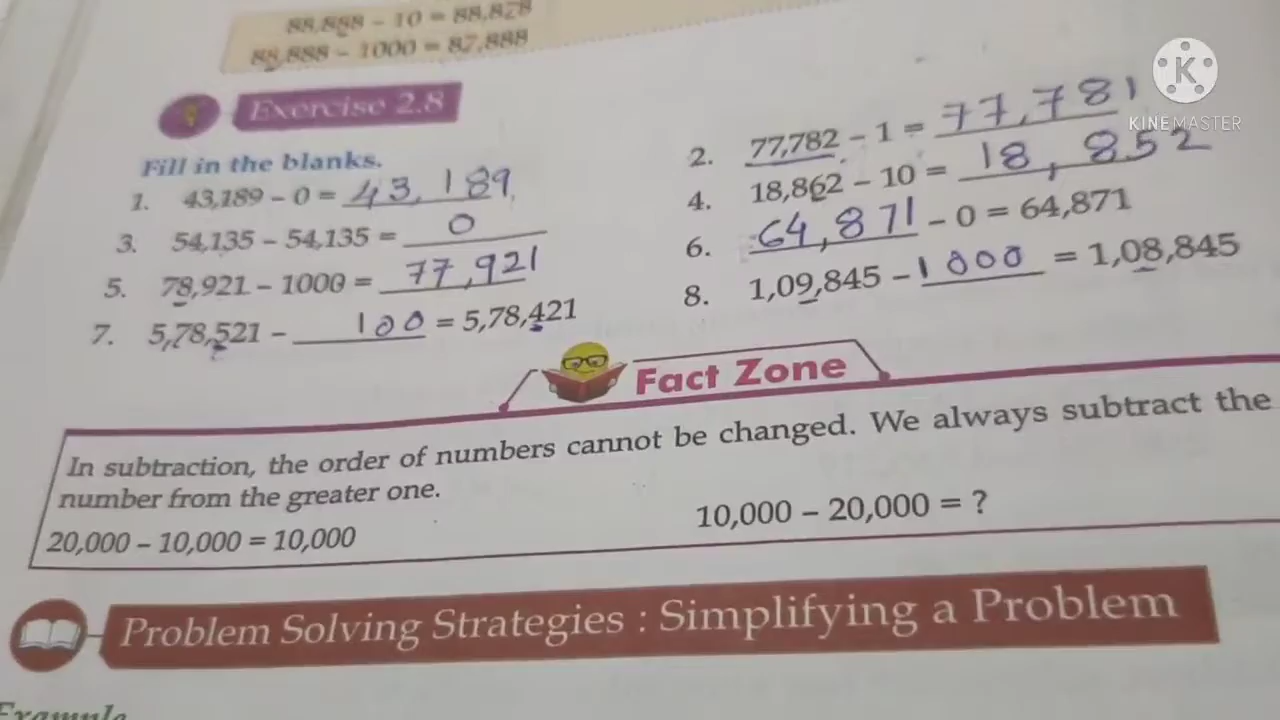 88,888 – 10 = 88,878
88,888 – 1000 = 87,888
Exercise 2.8
Fill in the blanks.
1. 43,189 – 0 = 43,189
2. 77,782 – 1 = 77,781
3. 54,135 – 54,135 = 0
4. 18,862 – 10 = 18,852
5. 78,921 – 1000 = 77,921
6. 64,871 – 0 = 64,871
7. 5,78,521 – 100 = 5,78,421
8. 1,09,845 – 1000 = 1,08,845
Fact Zone
In subtraction, the order of numbers cannot be changed. We always subtract the
number from the greater one.
20,000 – 10,000 = 10,000
10,000 – 20,000 = ?
Problem Solving Strategies : Simplifying a Problem
Example
K
KINEMASTER